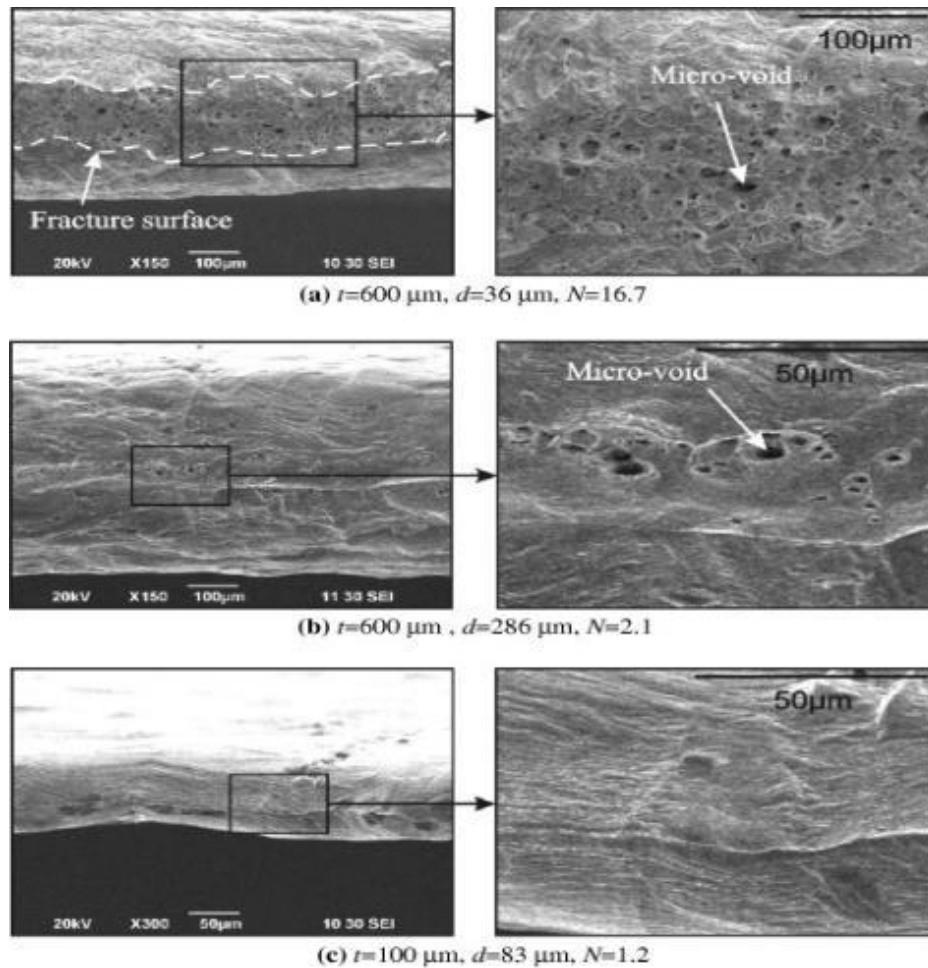 100μm
Micro-void
Fracture surface
20kV X150 100μm 10 30 SEI
(a) t=600 μm, d=36 μm, N=16.7
50μm
Micro-void
20kV X150 100μm 11 30 SEI
(b) t=600 μm , d=286 μm, N=2.1
50μm
20kV X300 50μm 10 30 SEI
(c) t=100 μm, d=83 μm, N=1.2